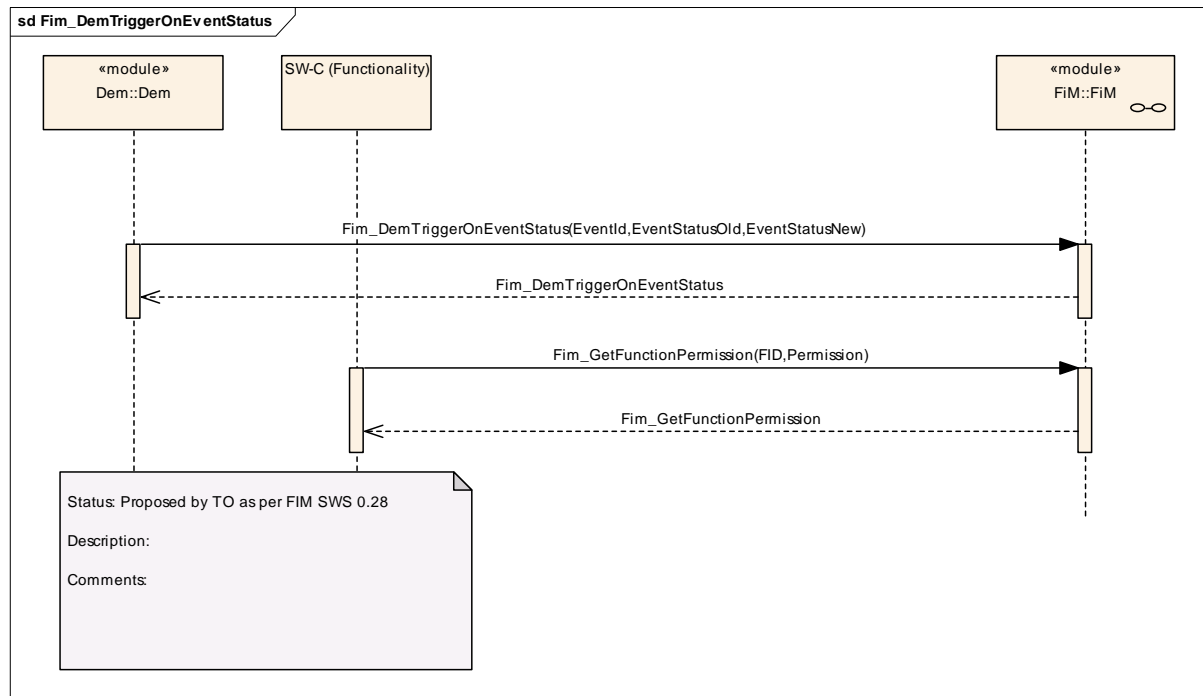 sd Fim_DemTriggerOnEventStatus
«module»
Dem::Dem
SW-C (Functionality)
«module»
FiM::FiM
Fim_DemTriggerOnEventStatus(EventId,EventStatusOld,EventStatusNew)
Fim_DemTriggerOnEventStatus
Fim_GetFunctionPermission(FID,Permission)
Fim_GetFunctionPermission
Status: Proposed by TO as per FIM SWS 0.28
Description:
Comments: